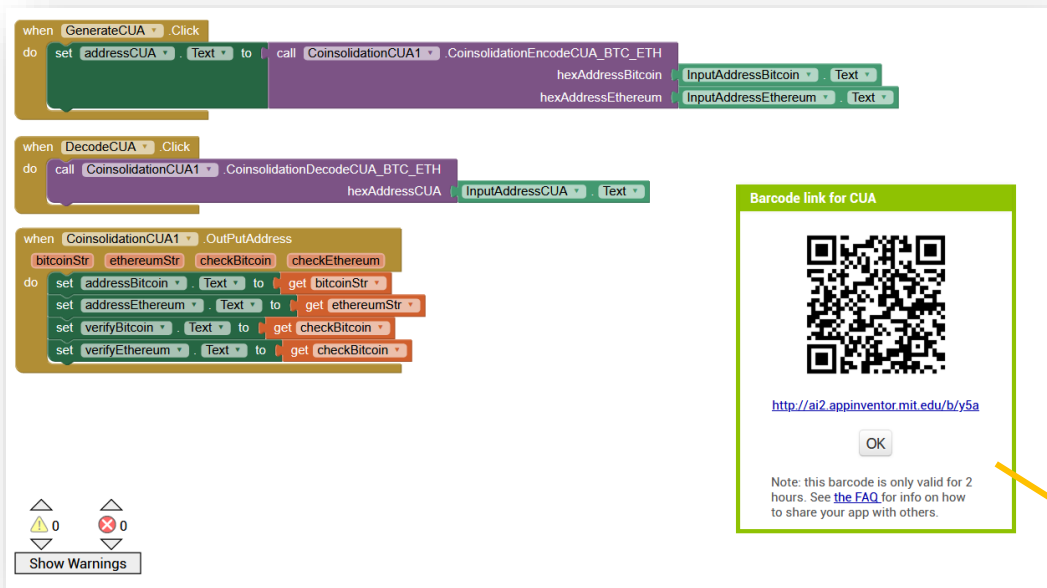 when GenerateCUA .Click
do set addressCUA . Text to call CoinsolidationCUA1 .CoinsolidationEncodeCUA_BTC_ETH
hexAddressBitcoin InputAddressBitcoin . Text
hexAddressEthereum InputAddressEthereum . Text
when DecodeCUA .Click
do call CoinsolidationCUA1 .CoinsolidationDecodeCUA_BTC_ETH
hexAddressCUA InputAddressCUA . Text
when CoinsolidationCUA1 .OutPutAddress
bitcoinStr ethereumStr checkBitcoin checkEthereum
do set addressBitcoin . Text to get bitcoinStr
set addressEthereum . Text to get ethereumStr
set verifyBitcoin . Text to get checkBitcoin
set verifyEthereum . Text to get checkBitcoin
Barcode link for CUA
http://ai2.appinventor.mit.edu/b/y5a
OK
Note: this barcode is only valid for 2
hours. See the FAQ for info on how
to share your app with others.
0 0
Show Warnings